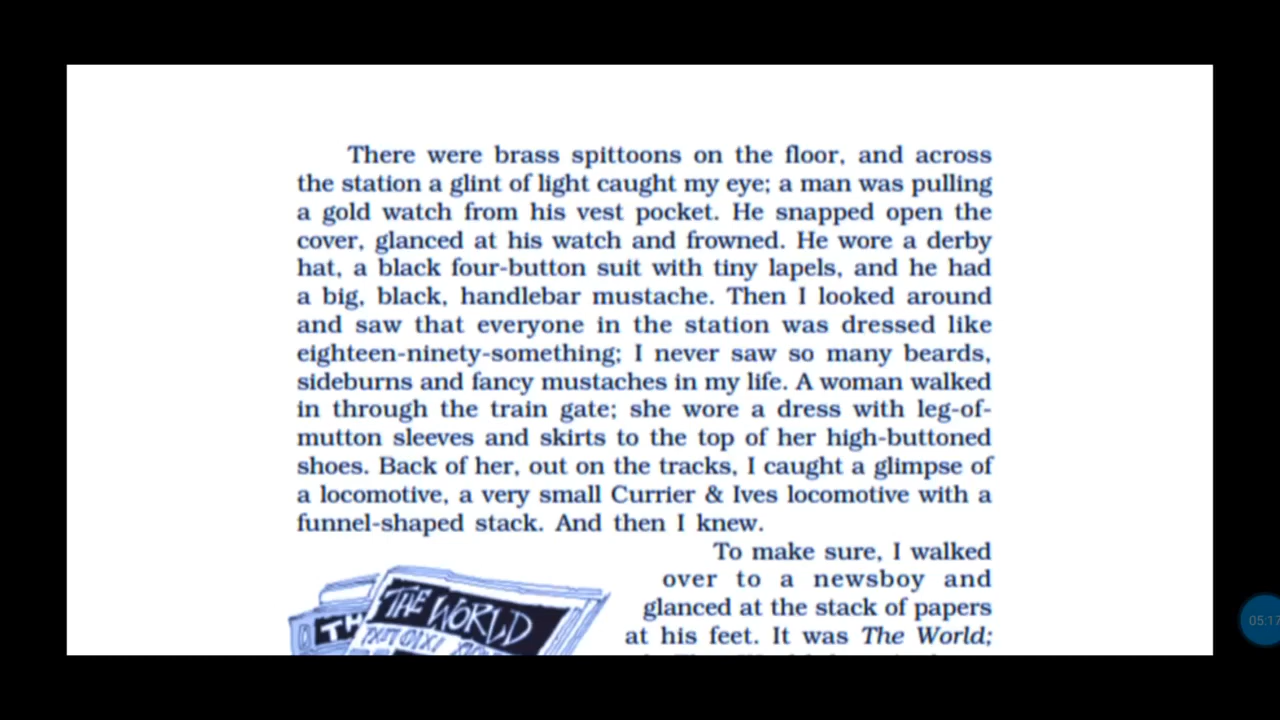 There were brass spittoons on the floor, and across
the station a glint of light caught my eye; a man was pulling
a gold watch from his vest pocket. He snapped open the
cover, glanced at his watch and frowned. He wore a derby
hat, a black four-button suit with tiny lapels, and he had
a big, black, handlebar mustache. Then I looked around
and saw that everyone in the station was dressed like
eighteen-ninety-something; I never saw so many beards,
sideburns and fancy mustaches in my life. A woman walked
in through the train gate; she wore a dress with leg-of-
mutton sleeves and skirts to the top of her high-buttoned
shoes. Back of her, out on the tracks, I caught a glimpse of
a locomotive, a very small Currier & Ives locomotive with a
funnel-shaped stack. And then I knew.
To make sure, I walked
over to a newsboy and
glanced at the stack of papers
at his feet. It was The World;
THE WORLD
TH
05:17